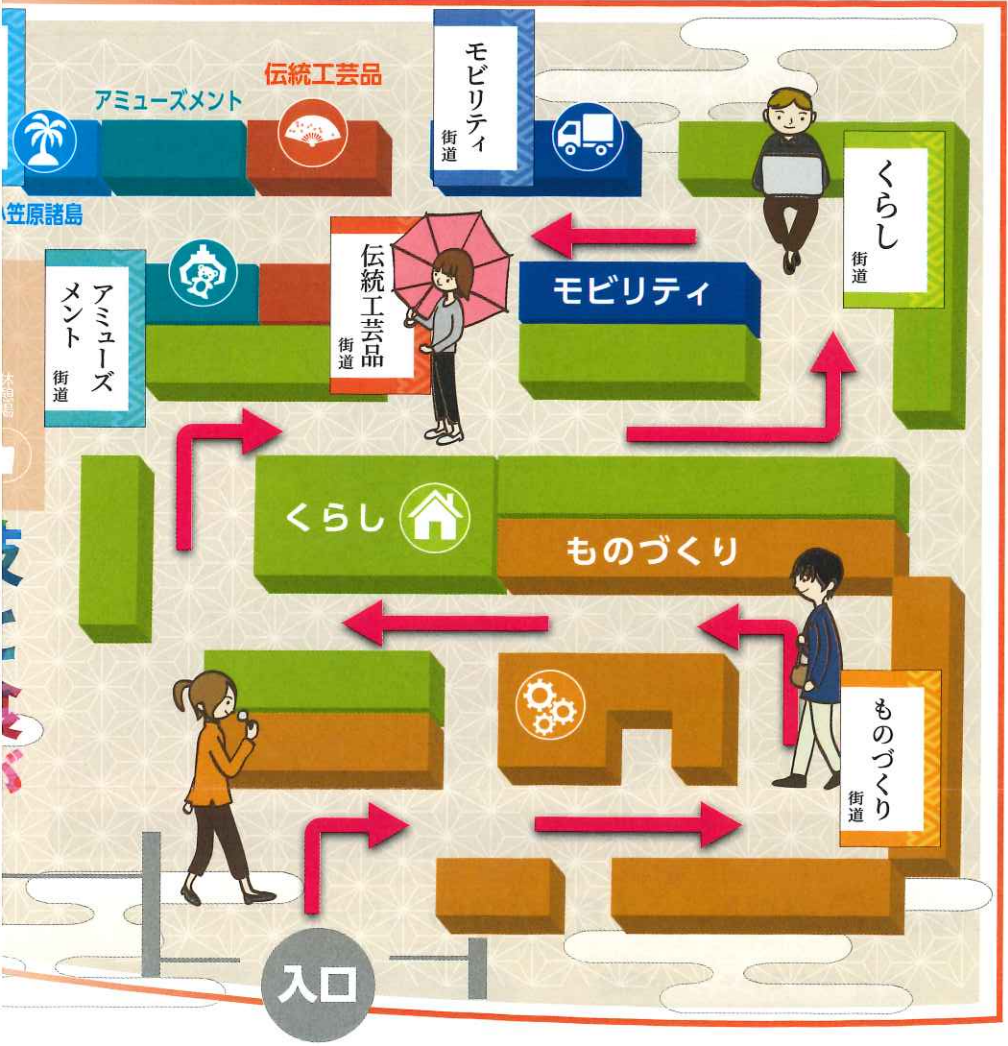 伝統工芸品
アミューズメント
モビリティ
街道
笠原諸島
くらし
街道
アミューズ
メント
街道
伝統工芸品
街道
モビリティ
くらし
ものづくり
ものづくり
街道
入口